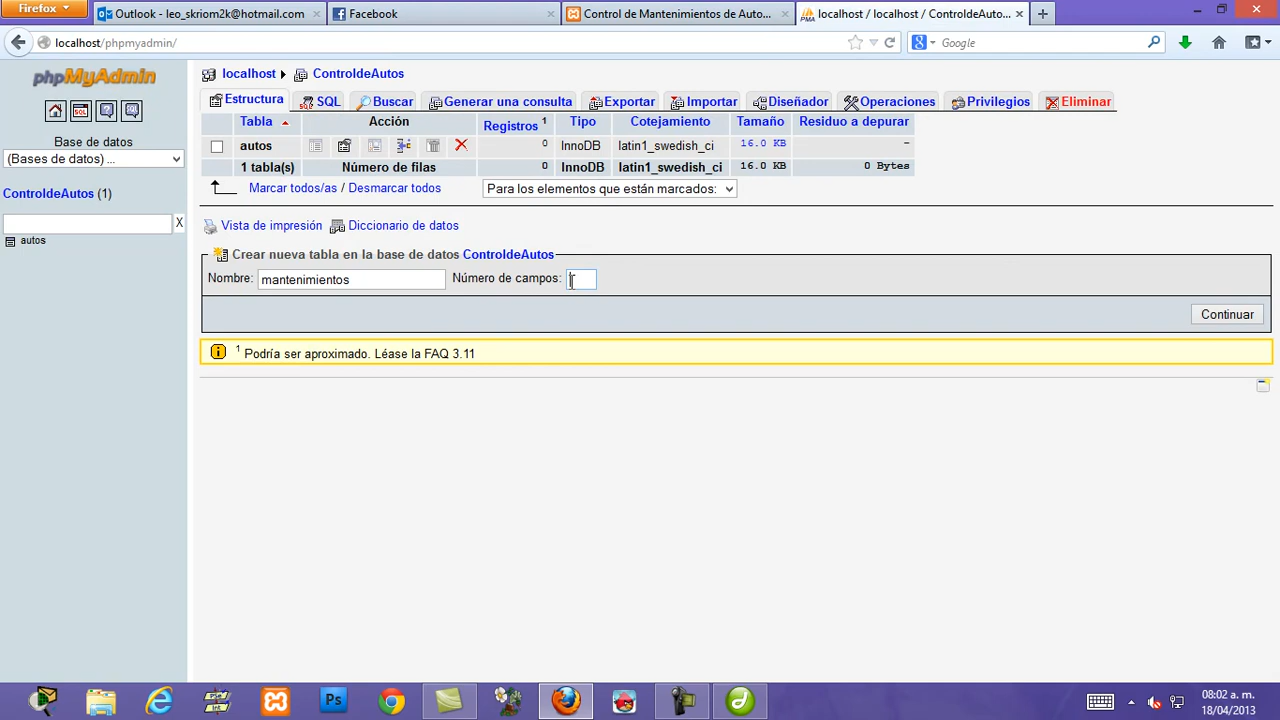 Firefox
Outlook - leo_skriom2k@hotmail.com
Facebook
Control de Mantenimientos de Auto...
localhost / localhost / ControldeAuto...
localhost/phpmyadmin/
Google
phpMyAdmin
localhost
ControldeAutos
Estructura
SQL
Buscar
Generar una consulta
Exportar
Importar
Diseñador
Operaciones
Privilegios
Eliminar
Base de datos
(Bases de datos) ...
ControldeAutos (1)
X
autos
Tabla Acción Registros 1 Tipo Cotejamiento Tamaño Residuo a depurar
autos 0 InnoDB latin1_swedish_ci 16.0 KB -
1 tabla(s) Número de filas 0 InnoDB latin1_swedish_ci 16.0 KB 0 Bytes
Marcar todos/as / Desmarcar todos
Para los elementos que están marcados:
Vista de impresión
Diccionario de datos
Crear nueva tabla en la base de datos ControldeAutos
Nombre: mantenimientos Número de campos:
Continuar
1 Podría ser aproximado. Léase la FAQ 3.11
08:02 a. m.
18/04/2013